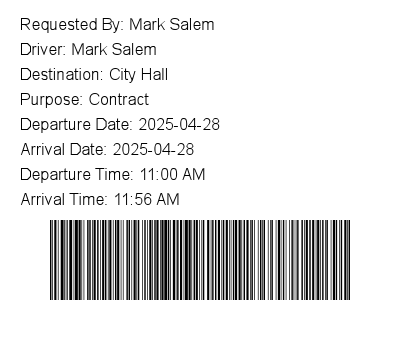 Requested By: Mark Salem
Driver: Mark Salem
Destination: City Hall
Purpose: Contract
Departure Date: 2025-04-28
Arrival Date: 2025-04-28
Departure Time: 11:00 AM
Arrival Time: 11:56 AM